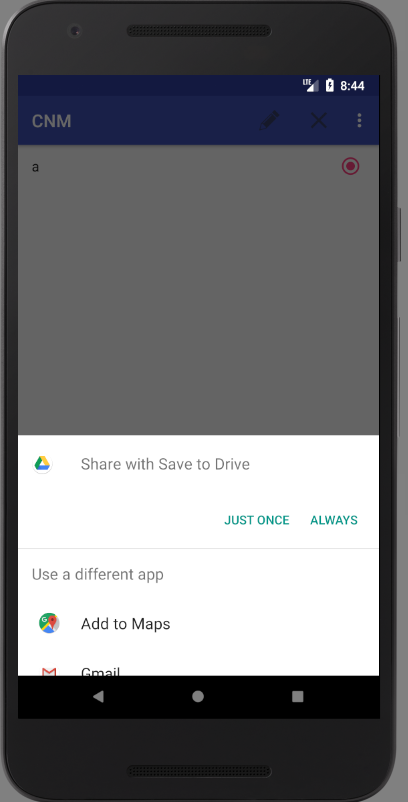 LTE 8:44
CNM
a
Share with Save to Drive
JUST ONCE ALWAYS
Use a different app
Add to Maps
Gmail